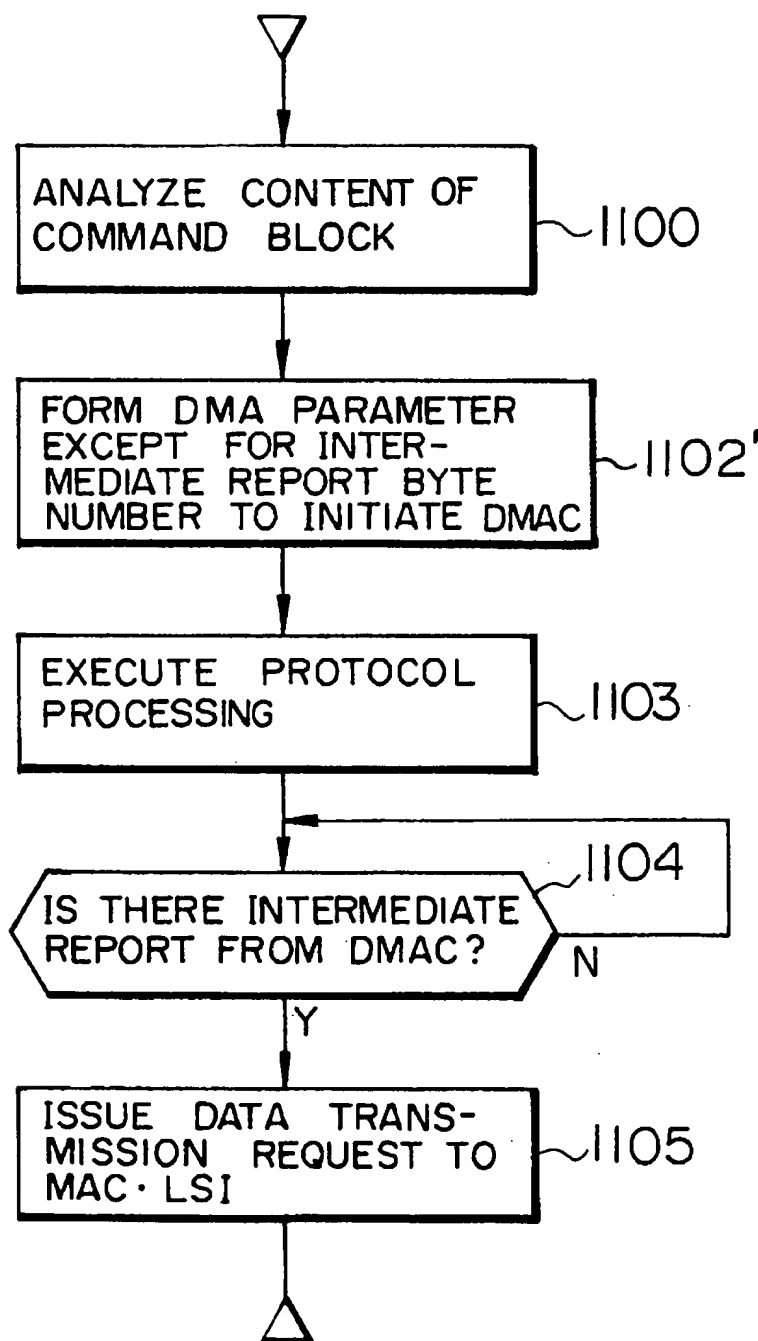 ANALYZE CONTENT OF
COMMAND BLOCK
1100
FORM DMA PARAMETER
EXCEPT FOR INTER-
MEDIATE REPORT BYTE
NUMBER TO INITIATE DMAC
1102'
EXECUTE PROTOCOL
PROCESSING
1103
1104
IS THERE INTERMEDIATE
REPORT FROM DMAC?
N
Y
ISSUE DATA TRANS-
MISSION REQUEST TO
MAC·LSI
1105